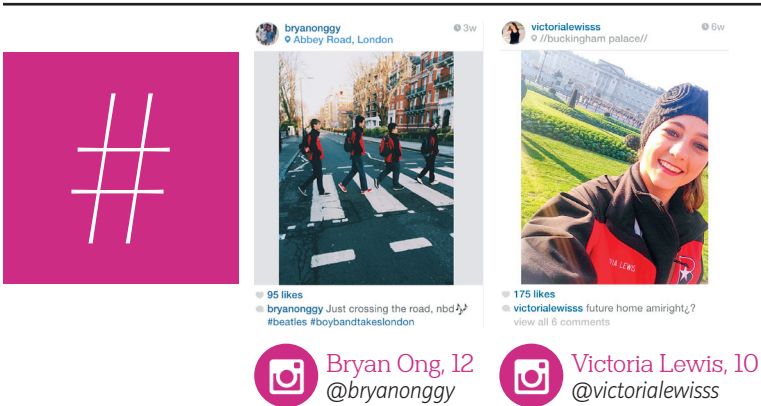 #
bryanonggy
3w
Abbey Road, London
95 likes
bryanonggy Just crossing the road, nbd🎶
#beatles #boybandtakeslondon
Bryan Ong, 12
@bryanonggy
victorialewisss
6w
//buckingham palace//
LEWIS
175 likes
victorialewisss future home amiright¿?
view all 6 comments
Victoria Lewis, 10
@victorialewisss